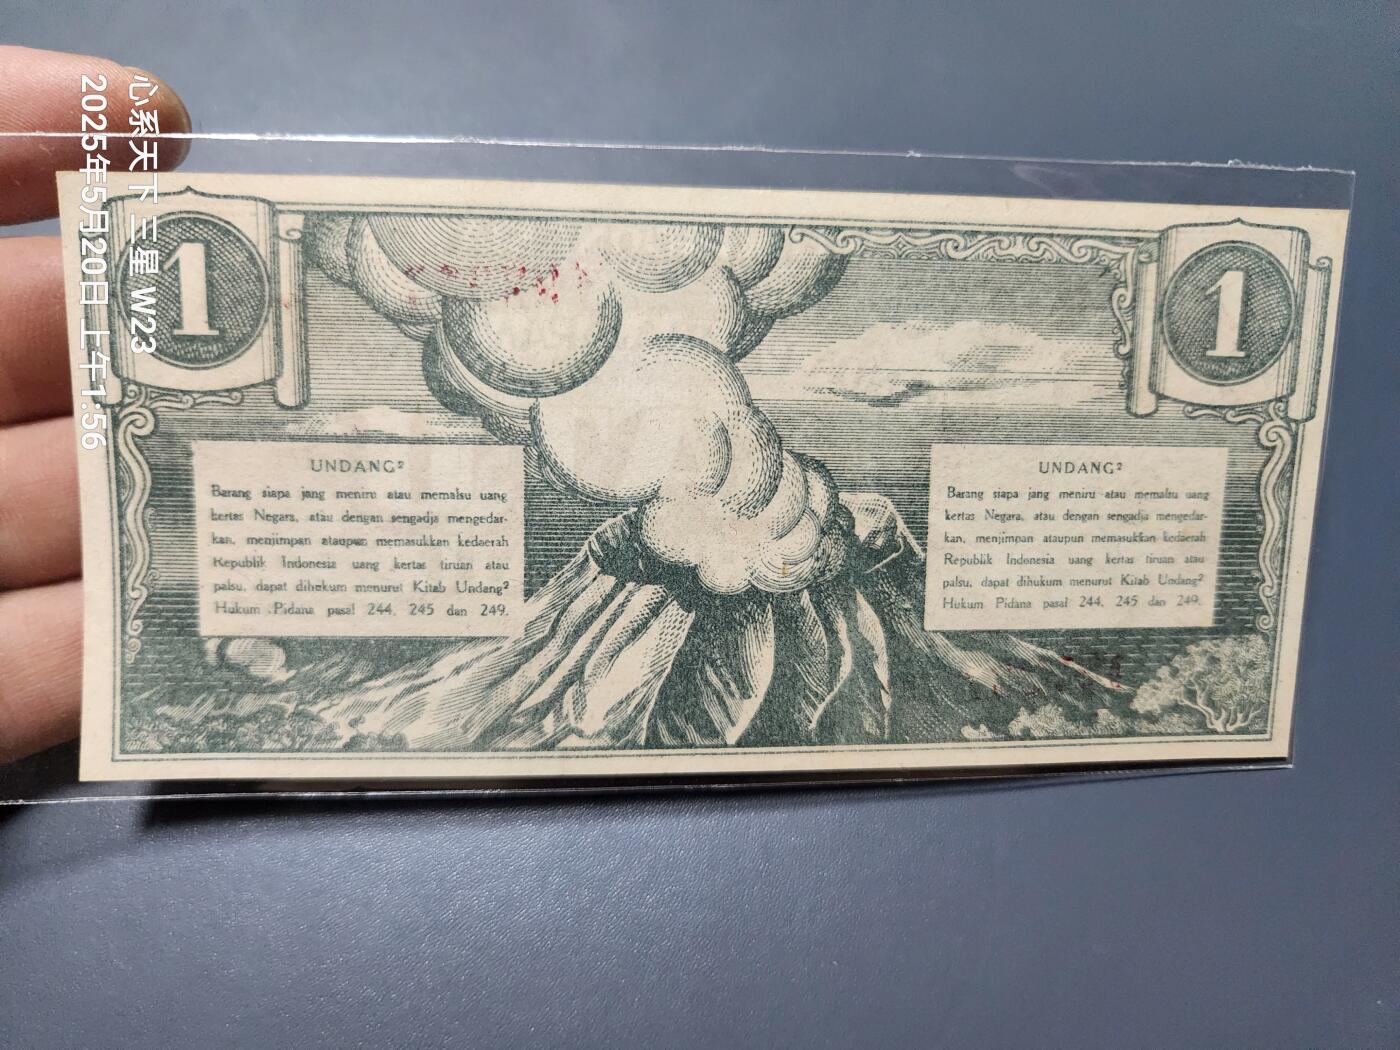 心系天下 三星 W23
2025年5月20日 上午1:56
1
1
UNDANG²
Barang siapa jang meniru atau memalsu uang
kertas Negara, atau dengan sengadja mengedar-
kan, menjimpan ataupun memasukkan kedaerah
Republik Indonesia uang kertas tiruan atau
palsu, dapat dihukum menurut Kitab Undang²
Hukum Pidana pasal 244, 245 dan 249.
UNDANG²
Barang siapa jang meniru atau memalsu uang
kertas Negara, atau dengan sengadja mengedar-
kan, menjimpan ataupun memasukkan kedaerah
Republik Indonesia uang kertas tiruan atau
palsu, dapat dihukum menurut Kitab Undang²
Hukum Pidana pasal 244, 245 dan 249.